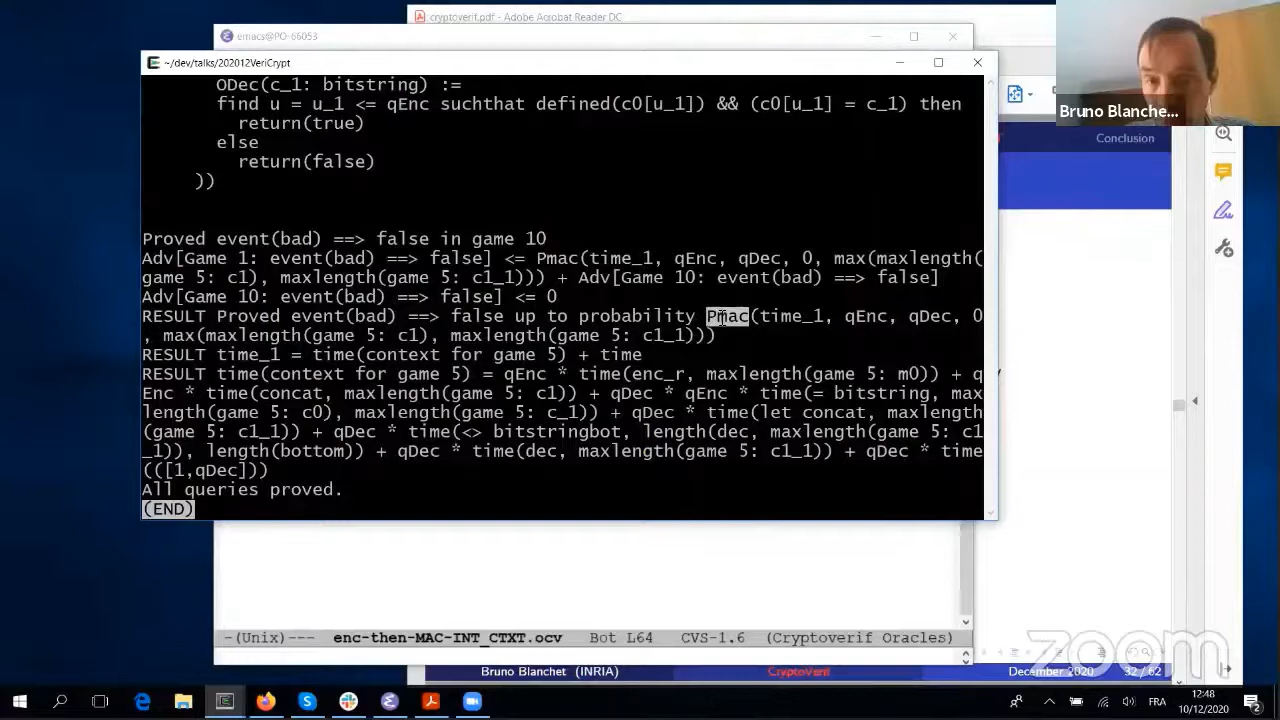 cryptoverif.pdf - Adobe Acrobat Reader DC
emacs@PO-66053
~/dev/talks/202012VeriCrypt
Bruno Blanche...
Conclusion
ODec(c_1: bitstring) :=
find u = u_1 <= qEnc suchthat defined(c0[u_1]) && (c0[u_1] = c_1) then
return(true)
else
return(false)
))
Proved event(bad) ==> false in game 10
Adv[Game 1: event(bad) ==> false] <= Pmac(time_1, qEnc, qDec, 0, max(maxlength(
game 5: c1), maxlength(game 5: c1_1))) + Adv[Game 10: event(bad) ==> false]
Adv[Game 10: event(bad) ==> false] <= 0
RESULT Proved event(bad) ==> false up to probability Pmac(time_1, qEnc, qDec, 0
, max(maxlength(game 5: c1), maxlength(game 5: c1_1)))
RESULT time_1 = time(context for game 5) + time
RESULT time(context for game 5) = qEnc * time(enc_r, maxlength(game 5: m0)) + q
Enc * time(concat, maxlength(game 5: c1)) + qDec * qEnc * time(= bitstring, max
length(game 5: c0), maxlength(game 5: c_1)) + qDec * time(let concat, maxlength
(game 5: c1_1)) + qDec * time(<> bitstringbot, length(dec, maxlength(game 5: c1
_1)), length(bottom)) + qDec * time(dec, maxlength(game 5: c1_1)) + qDec * time
(([1,qDec]))
All queries proved.
(END)
-(Unix)--- enc-then-MAC-INT_CTXT.ocv Bot L64 CVS-1.6 (Cryptoverif Oracles)
zoom
Bruno Blanchet (INRIA) CryptoVerif December 2020 32 / 62
FRA
12:48
10/12/2020
2